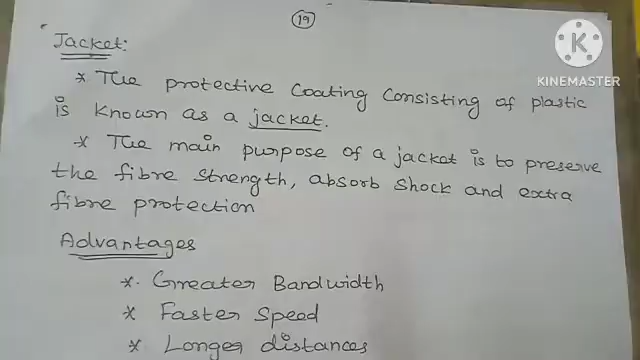 19
Jacket:
* The protective coating consisting of plastic
is known as a jacket.
* The main purpose of a jacket is to preserve
the fibre strength, absorb shock and extra
fibre protection
Advantages
* Greater Bandwidth
* Faster Speed
* Longer distances
K
KINEMASTER